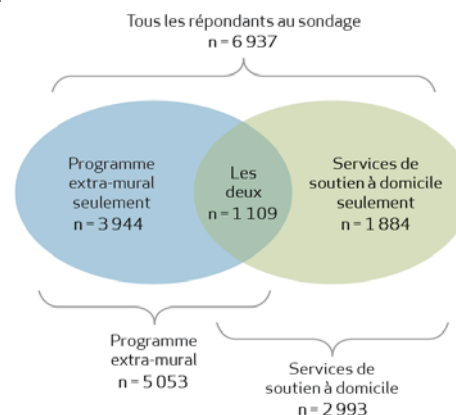 Tous les répondants au sondage
n = 6 937
Programme
extra-mural
seulement
n = 3 944
Les
deux
n = 1 109
Services de
soutien à domicile
seulement
n = 1 884
Programme
extra-mural
n = 5 053
Services de
soutien à domicile
n = 2 993